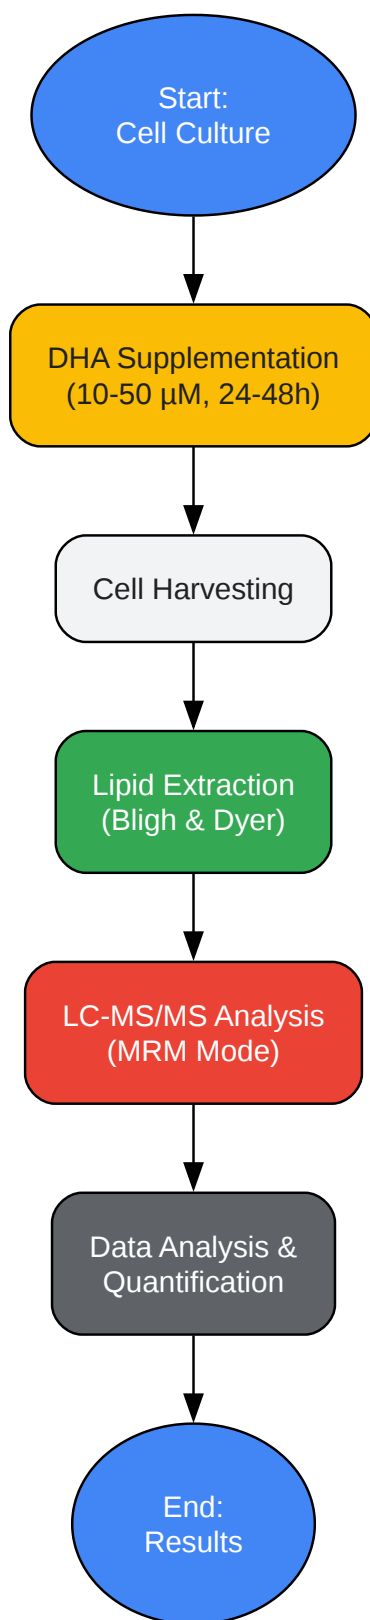 Start:
Cell Culture
DHA Supplementation
(10-50 µM, 24-48h)
Cell Harvesting
Lipid Extraction
(Bligh & Dyer)
LC-MS/MS Analysis
(MRM Mode)
Data Analysis &
Quantification
End:
Results